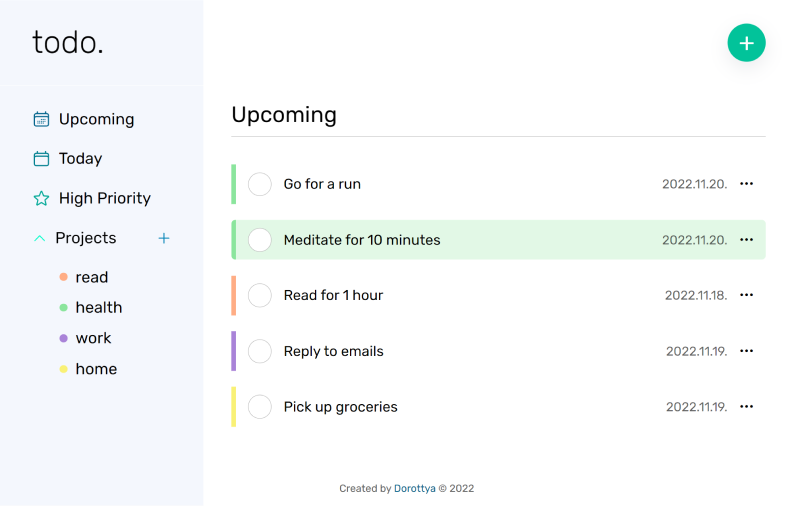 todo.
Upcoming
Today
High Priority
Projects
read
health
work
home
Upcoming
Go for a run 2022.11.20.
Meditate for 10 minutes 2022.11.20.
Read for 1 hour 2022.11.18.
Reply to emails 2022.11.19.
Pick up groceries 2022.11.19.
Created by Dorottya © 2022